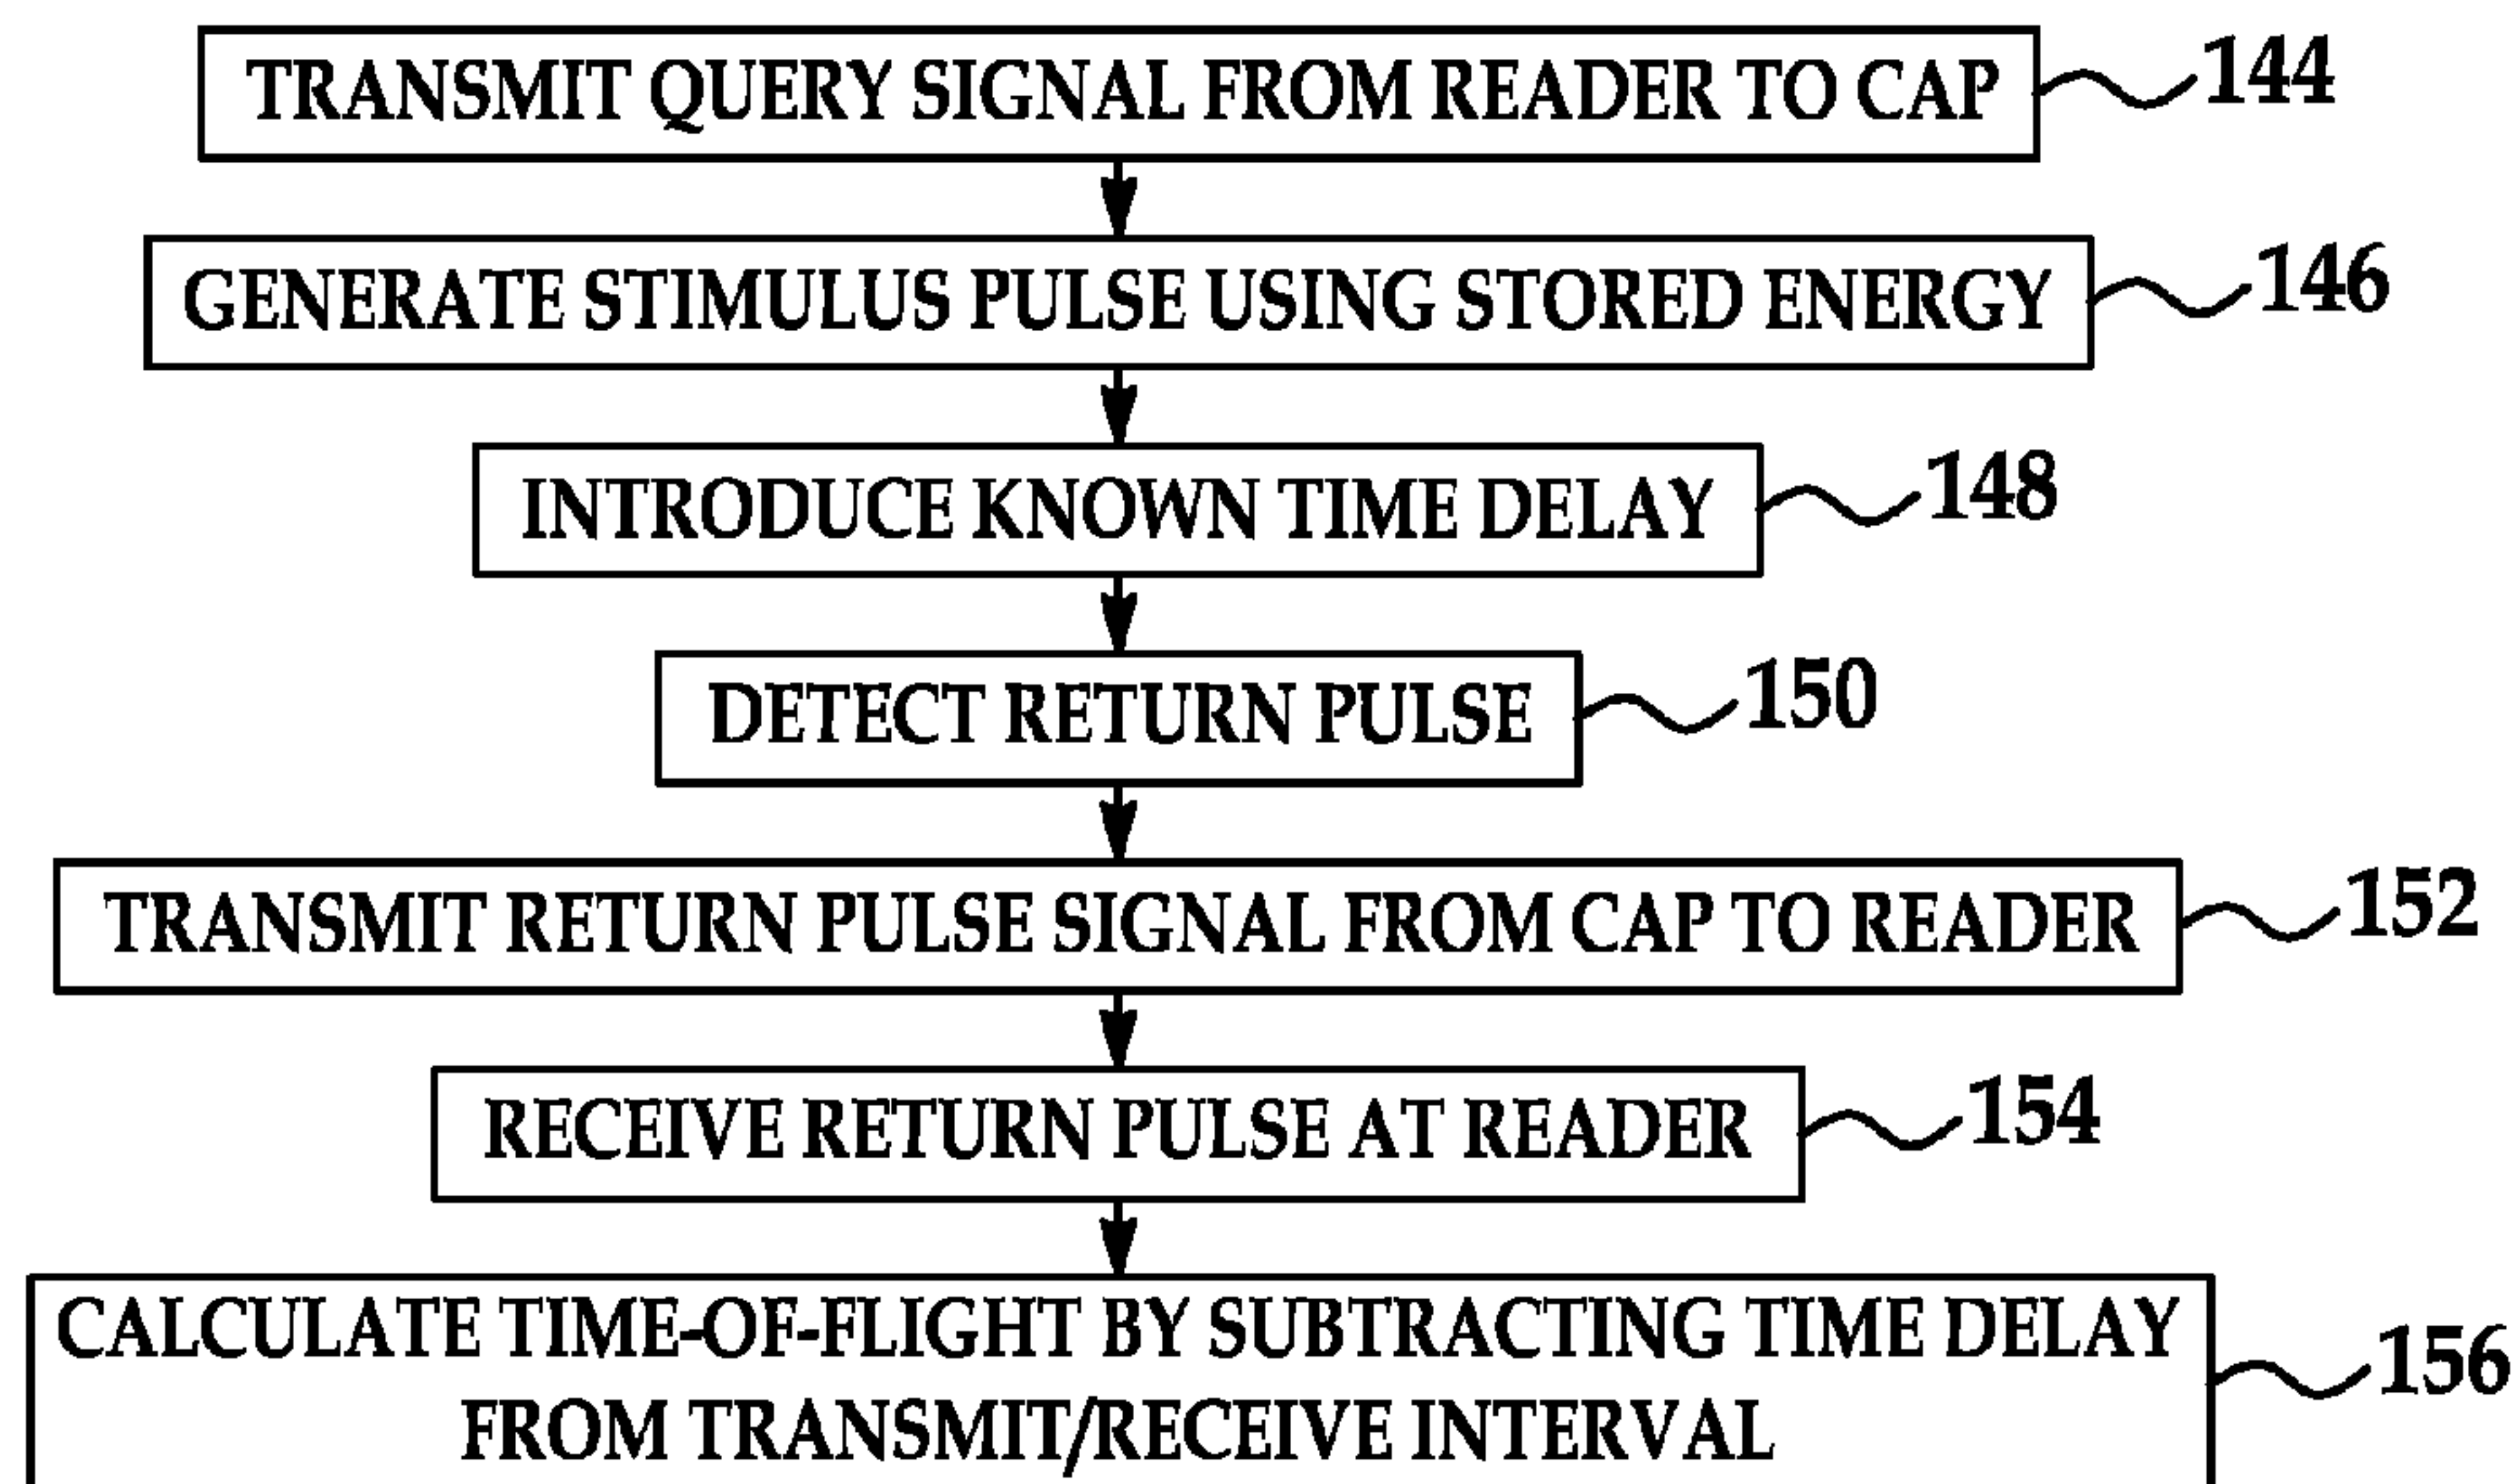 TRANSMIT QUERY SIGNAL FROM READER TO CAP 144
GENERATE STIMULUS PULSE USING STORED ENERGY 146
INTRODUCE KNOWN TIME DELAY 148
DETECT RETURN PULSE 150
TRANSMIT RETURN PULSE SIGNAL FROM CAP TO READER 152
RECEIVE RETURN PULSE AT READER 154
CALCULATE TIME-OF-FLIGHT BY SUBTRACTING TIME DELAY 156
FROM TRANSMIT/RECEIVE INTERVAL